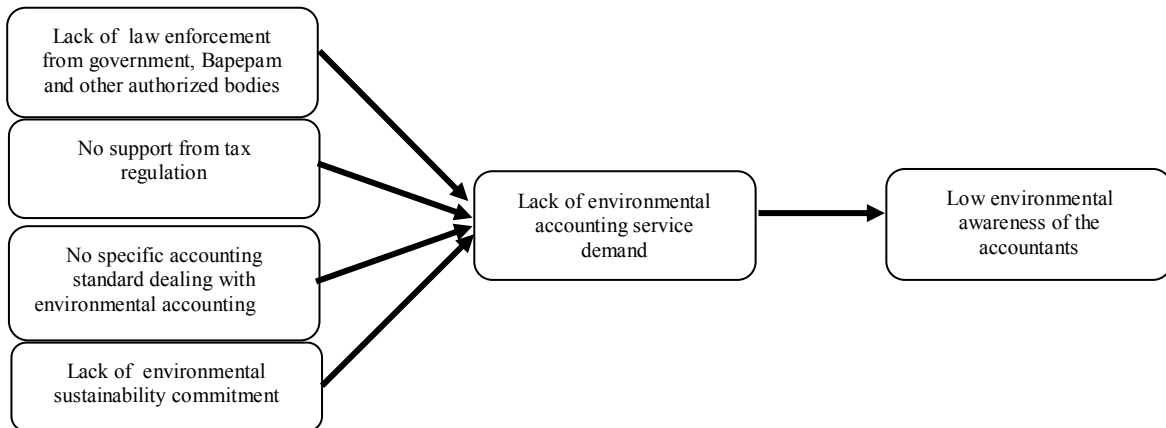 Lack of  law enforcement
from government, Bapepam
and other authorized bodies
No support from tax
regulation
No specific accounting
standard dealing with
environmental accounting
Lack of  environmental
sustainability commitment
Lack of environmental
accounting service
demand
Low environmental
awareness of the
accountants